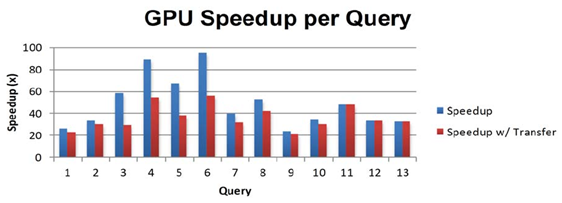 GPU Speedup per Query
Speedup (x)
100
80
60
40
20
0
1 2 3 4 5 6 7 8 9 10 11 12 13
Query
Speedup
Speedup w/ Transfer